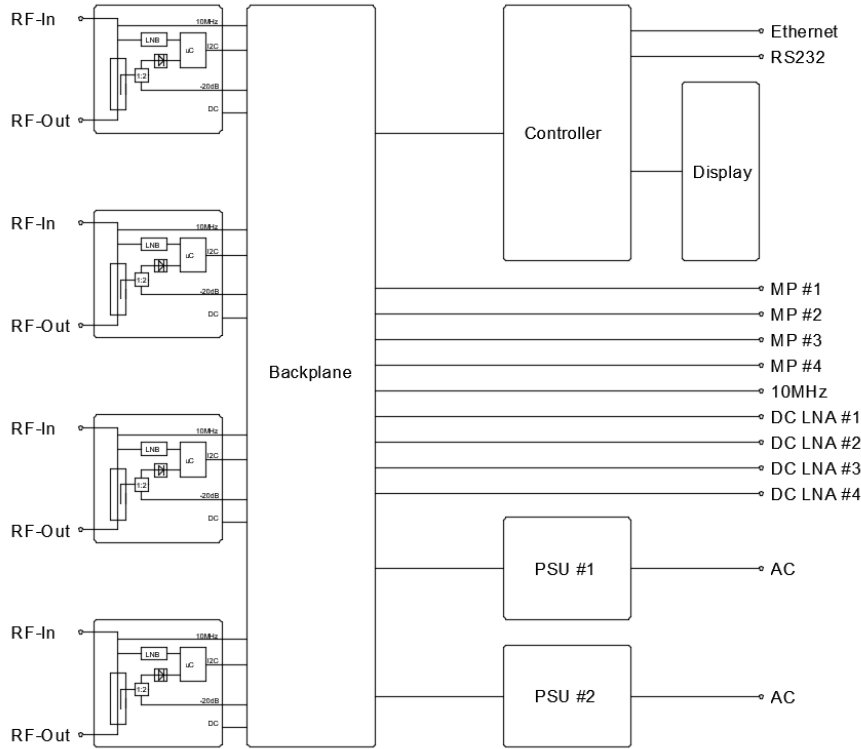 RF-In
10MHz
LNB
uC
I2C
1:2
-20dB
DC
RF-Out
RF-In
10MHz
LNB
uC
I2C
1:2
-20dB
DC
RF-Out
RF-In
10MHz
LNB
uC
I2C
1:2
-20dB
DC
RF-Out
RF-In
10MHz
LNB
uC
I2C
1:2
-20dB
DC
RF-Out
Backplane
Controller
Display
Ethernet
RS232
MP #1
MP #2
MP #3
MP #4
10MHz
DC LNA #1
DC LNA #2
DC LNA #3
DC LNA #4
PSU #1
AC
PSU #2
AC